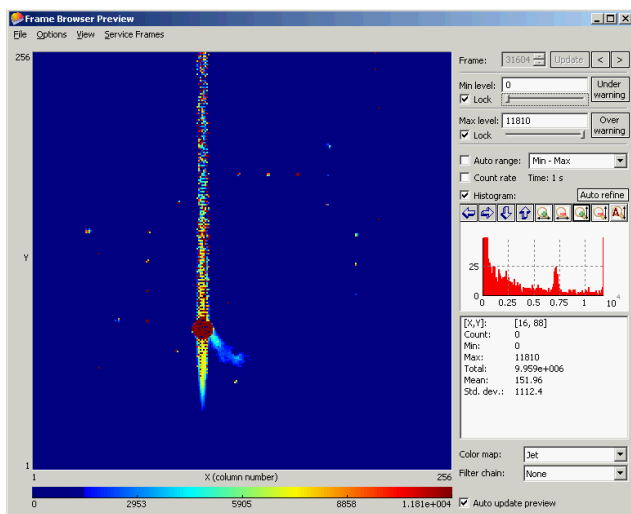 Frame Browser Preview
File Options View Service Frames
256
Y
1
1 X (column number) 256
0 2953 5905 8858 1.181e+004
Frame: 31604 Update < >
Min level: 0 Under warning
Lock
Max level: 11810 Over warning
Lock
Auto range: Min - Max
Count rate Time: 1 s
Histogram: Auto refine
25
0
0 0.25 0.5 0.75 1 10 4
[X,Y]: [16, 88]
Count: 0
Min: 0
Max: 11810
Total: 9.959e+006
Mean: 151.96
Std. dev.: 1112.4
Color map: Jet
Filter chain: None
Auto update preview